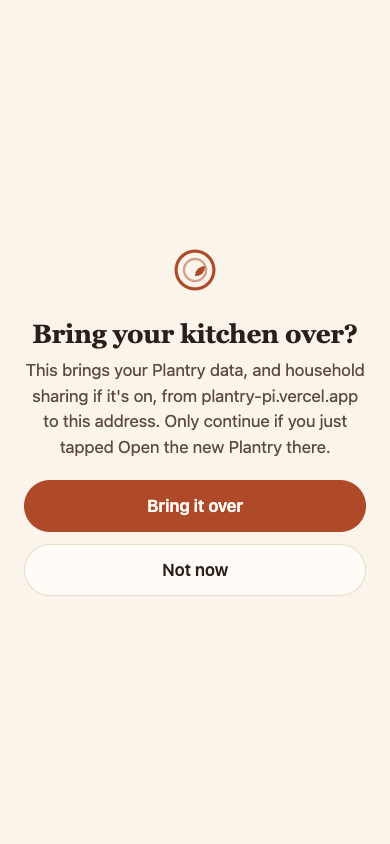 Bring your kitchen over?
This brings your Plantry data, and household
sharing if it's on, from plantry-pi.vercel.app
to this address. Only continue if you just
tapped Open the new Plantry there.
Bring it over
Not now